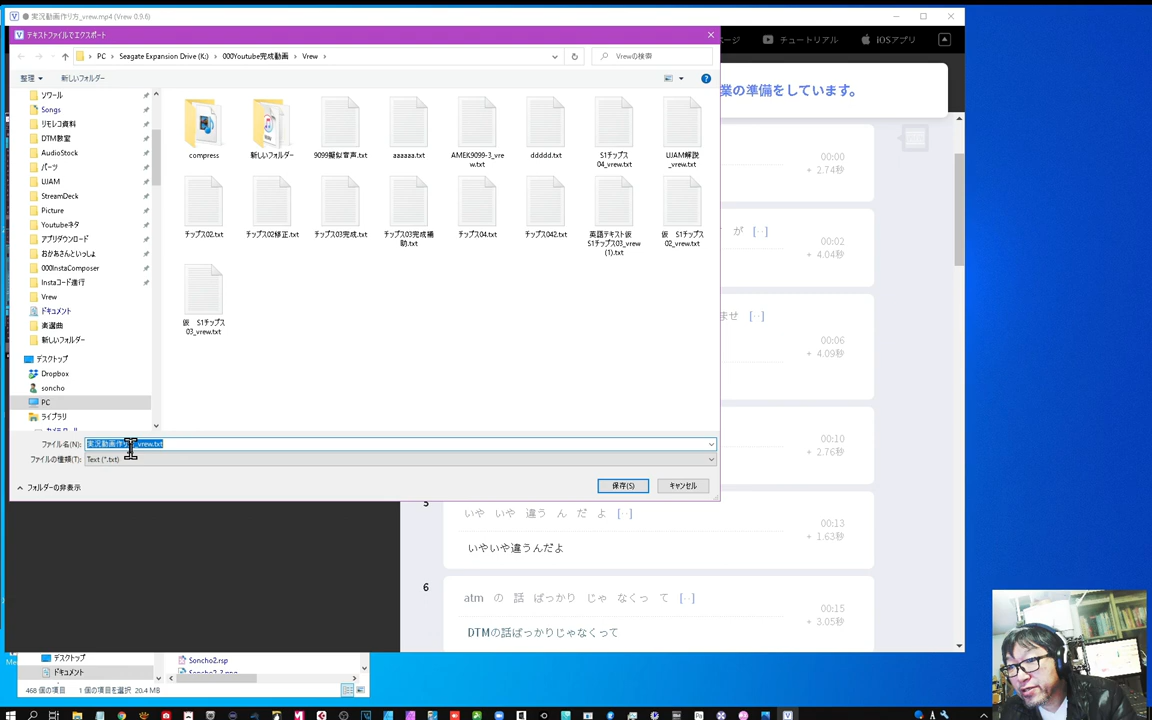 実況動画作り方_vrew.mp4 (Vrew 0.9.6)
テキストファイルでエクスポート
PC › Seagate Expansion Drive (K:) › 000Youtube完成動画 › Vrew ›
Vrewの検索
ージ
チュートリアル
iOSアプリ
整理
新しいフォルダー
業の準備をしています。
ソワール
Songs
リモレコ資料
DTM教室
AudioStock
パーツ
UJAM
StreamDeck
Picture
Youtubeネタ
アプリダウンロード
おかあさんといっしょ
000InstaComposer
Instaコード進行
Vrew
ドキュメント
楽選曲
新しいフォルダー
デスクトップ
Dropbox
soncho
PC
ライブラリ
compress
新しいフォルダー
9099擬似音声.txt
aaaaaa.txt
AMEK9099-3_vrew.txt
ddddd.txt
S1チップス04_vrew.txt
UJAM解説_vrew.txt
チップス02.txt
チップス02修正.txt
チップス03完成.txt
チップス03完成補助.txt
チップス04.txt
チップス042.txt
英語テキスト仮 S1チップス03_vrew (1).txt
仮 S1チップス02_vrew.txt
仮 S1チップス03_vrew.txt
ファイル名(N):
実況動画作り方_vrew.txt
ファイルの種類(T):
Text (*.txt)
フォルダーの非表示
保存(S)
キャンセル
00:00
+ 2.74秒
が [··]
00:02
+ 4.04秒
ませ [··]
00:06
+ 4.09秒
00:10
+ 2.76秒
5
いや いや 違う ん だ よ [··]
00:13
+ 1.63秒
いやいや違うんだよ
6
atm の 話 ばっかり じゃ なくっ て [··]
00:15
+ 3.05秒
DTMの話ばっかりじゃなくって
デスクトップ
ドキュメント
Soncho2.rsp
468 個の項目
1 個の項目を選択 20.4 MB